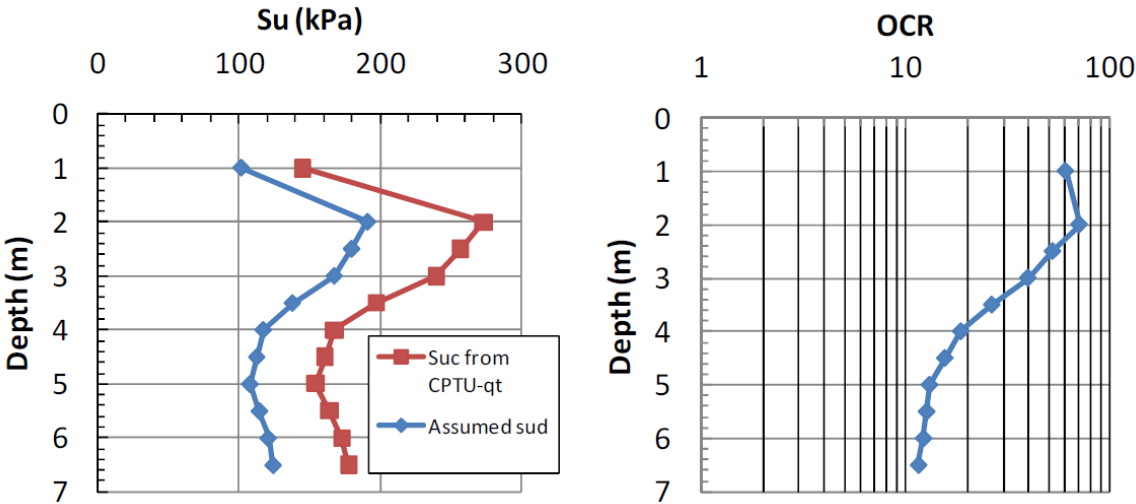 Su (kPa)
0 100 200 300
Depth (m)
0
1
2
3
4
5
6
7
Suc from
CPTU-qt
Assumed sud
OCR
1 10 100
Depth (m)
0
1
2
3
4
5
6
7